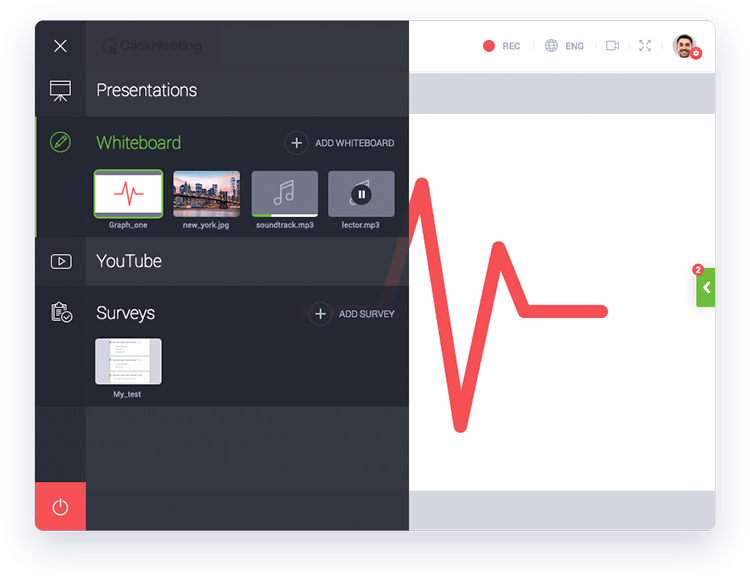 ClickMeeting
REC
ENG
Presentations
Whiteboard
ADD WHITEBOARD
Graph_one
new_york.jpg
soundtrack.mp3
lector.mp3
YouTube
2
Surveys
ADD SURVEY
My_test